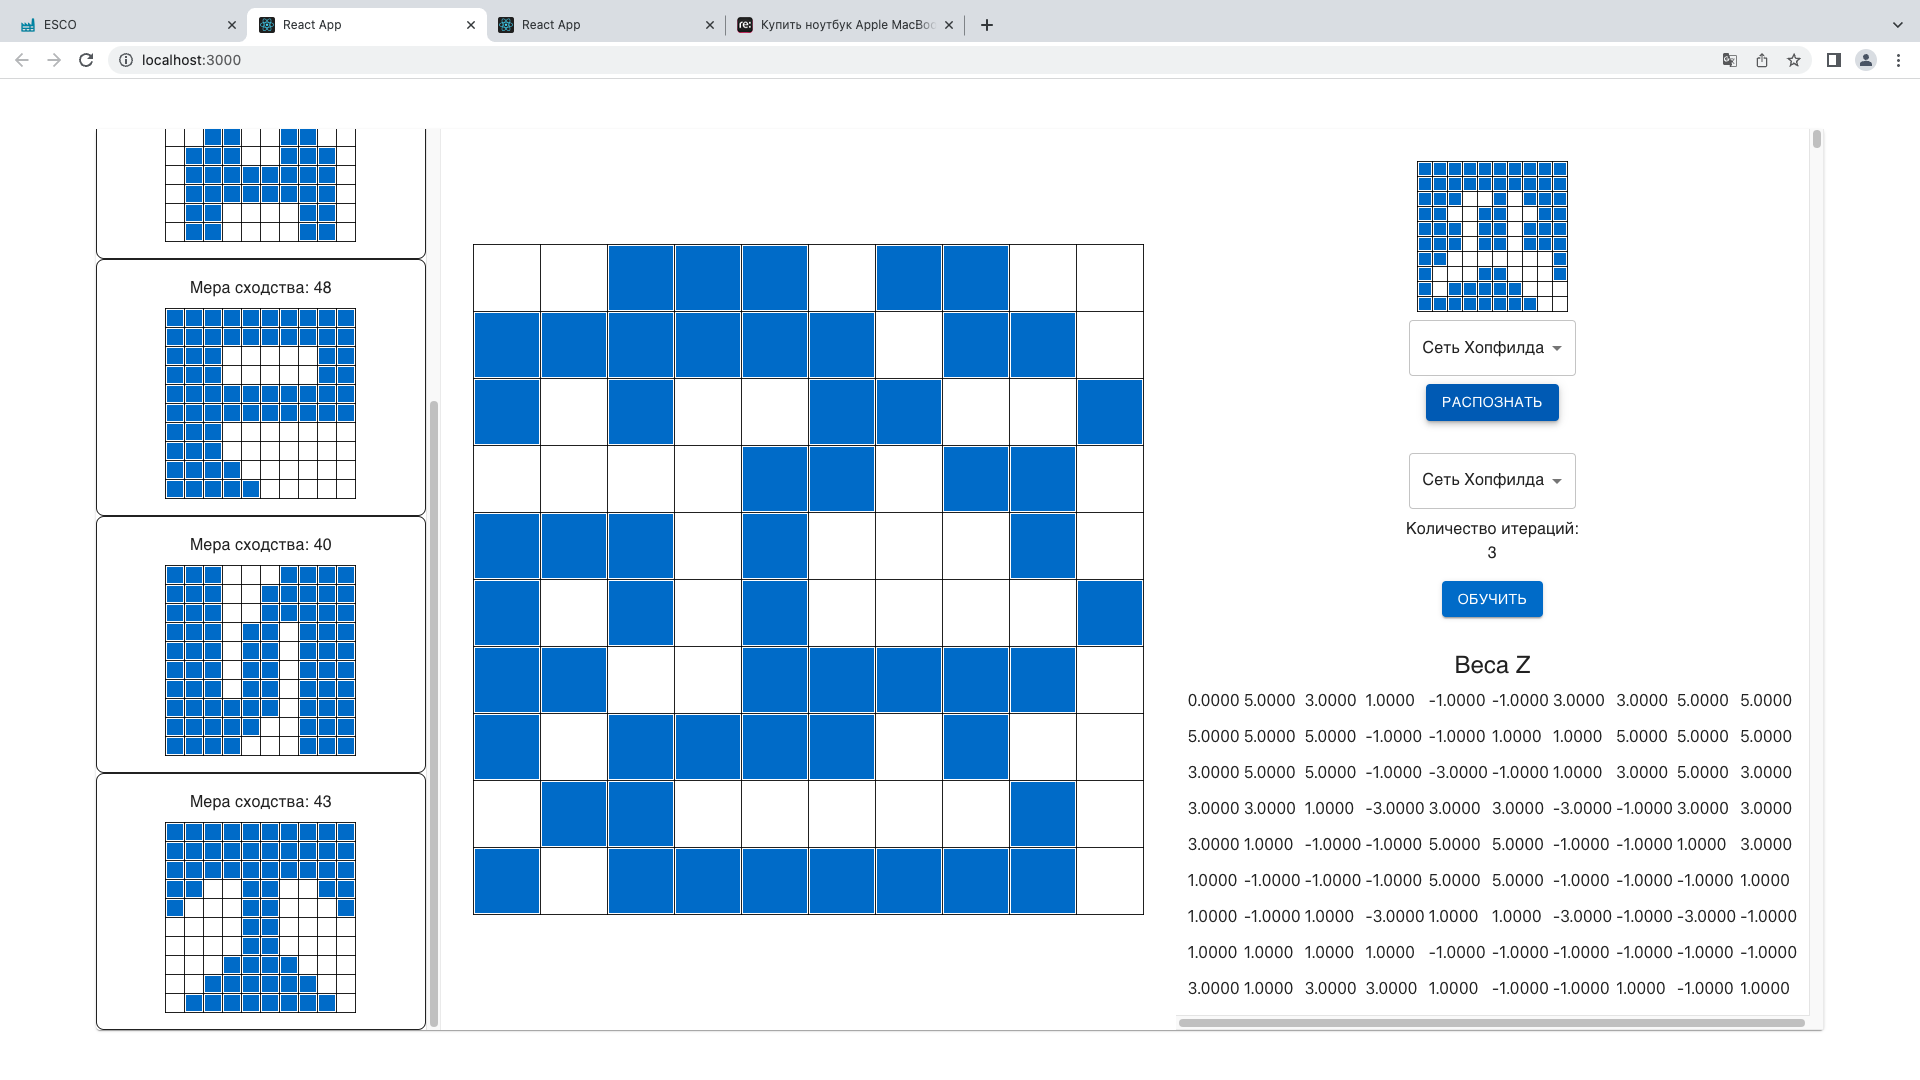 ESCO
React App
React App
re: Купить ноутбук Apple MacBoo
localhost:3000
Мера сходства: 48
Мера сходства: 40
Мера сходства: 43
Сеть Хопфилда
РАСПОЗНАТЬ
Сеть Хопфилда
Количество итераций:
3
ОБУЧИТЬ
Веса Z
0.0000 5.0000 3.0000 1.0000 -1.0000 -1.0000 3.0000 3.0000 5.0000 5.0000
5.0000 5.0000 5.0000 -1.0000 -1.0000 1.0000 1.0000 5.0000 5.0000 5.0000
3.0000 5.0000 5.0000 -1.0000 -3.0000 -1.0000 1.0000 3.0000 5.0000 3.0000
3.0000 3.0000 1.0000 -3.0000 3.0000 3.0000 -3.0000 -1.0000 3.0000 3.0000
3.0000 1.0000 -1.0000 -1.0000 5.0000 5.0000 -1.0000 -1.0000 1.0000 3.0000
1.0000 -1.0000 -1.0000 -1.0000 5.0000 5.0000 -1.0000 -1.0000 -1.0000 1.0000
1.0000 -1.0000 1.0000 -3.0000 1.0000 1.0000 -3.0000 -1.0000 -3.0000 -1.0000
1.0000 1.0000 1.0000 1.0000 -1.0000 -1.0000 -1.0000 -1.0000 -1.0000 -1.0000
3.0000 1.0000 3.0000 3.0000 1.0000 -1.0000 -1.0000 1.0000 -1.0000 1.0000